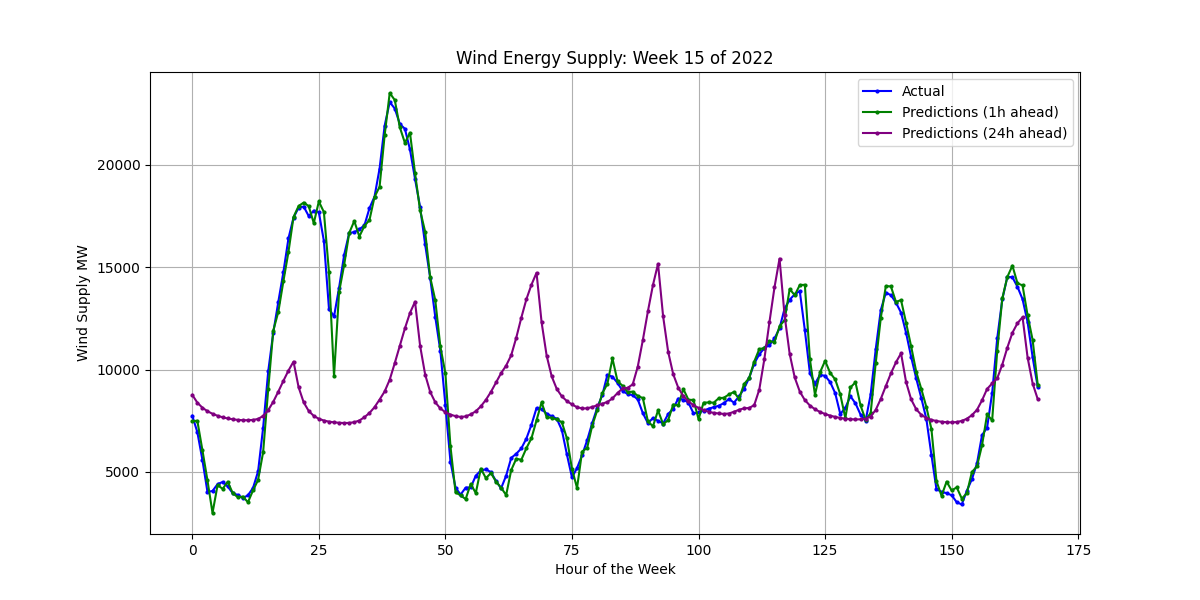 Wind Energy Supply: Week 15 of 2022
Actual
Predictions (1h ahead)
Predictions (24h ahead)
Wind Supply MW
20000
15000
10000
5000
0 25 50 75 100 125 150 175
Hour of the Week